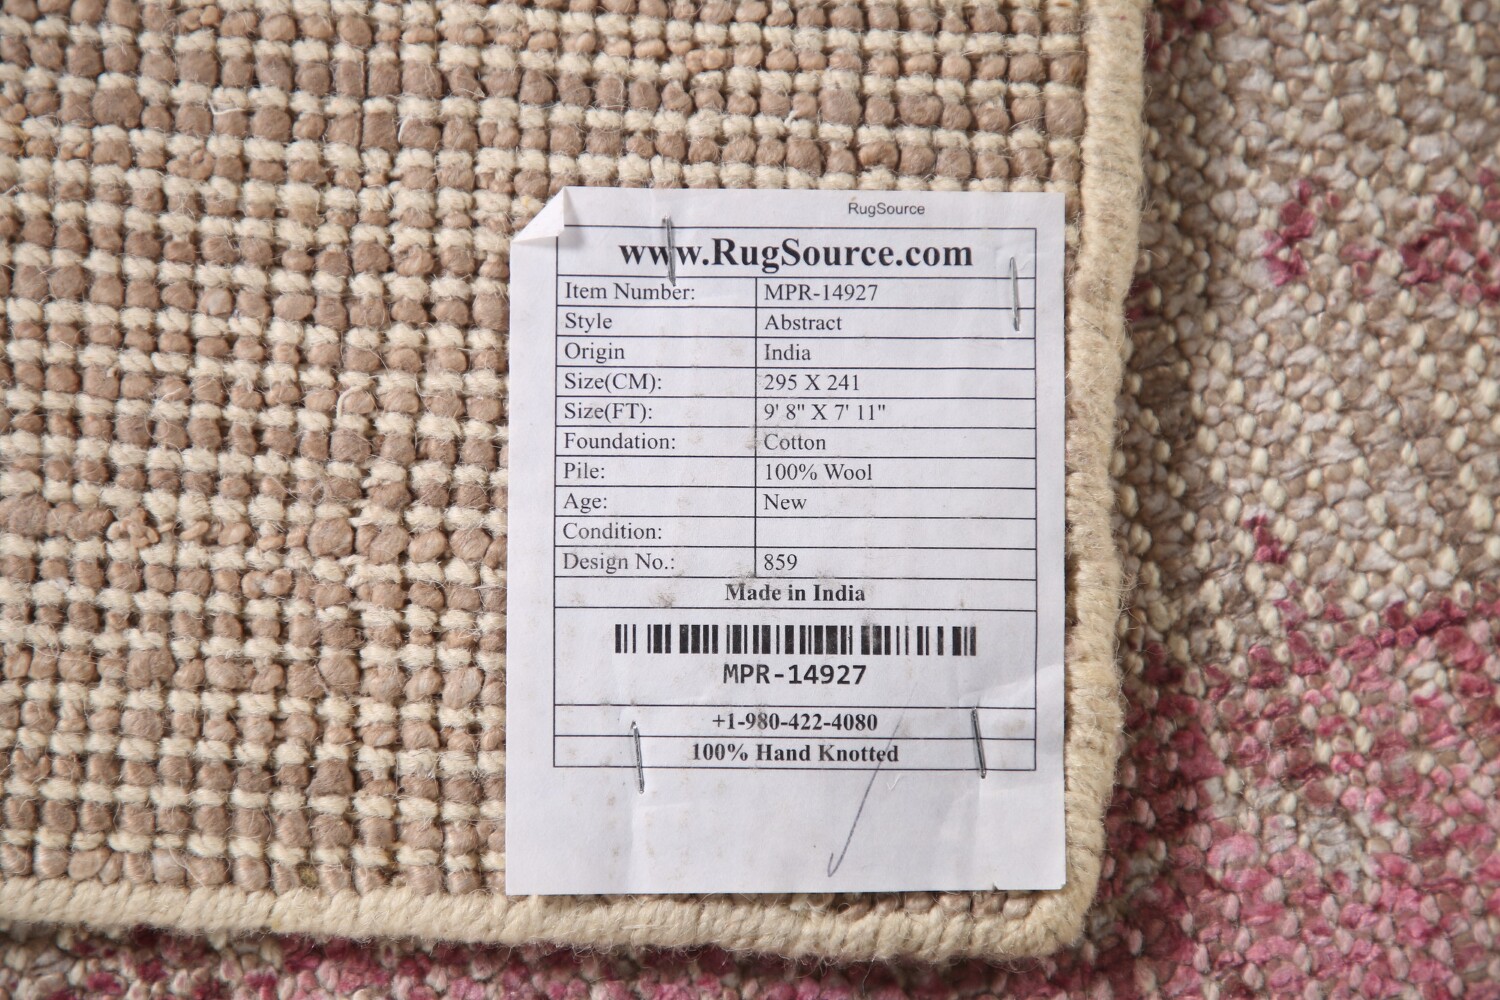 RugSource
www.RugSource.com
Item Number: MPR-14927
Style Abstract
Origin India
Size(CM): 295 X 241
Size(FT): 9' 8" X 7' 11"
Foundation: Cotton
Pile: 100% Wool
Age: New
Condition:
Design No.: 859
Made in India
MPR-14927
+1-980-422-4080
100% Hand Knotted